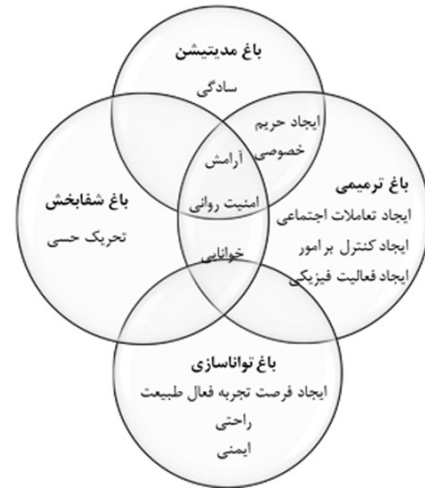 باغ مدیتیشن
سادگی
ایجاد حریم
خصوصی
آرامش
باغ ترمیمی
امنیت روانی
باغ شفابخش
ایجاد تعاملات اجتماعی
تحریک حسی
ایجاد کنترل بر امور
خوانایی
ایجاد فعالیت فیزیکی
باغ تواناسازی
ایجاد فرصت تجربه فعال طبیعت
راحتی
ایمنی